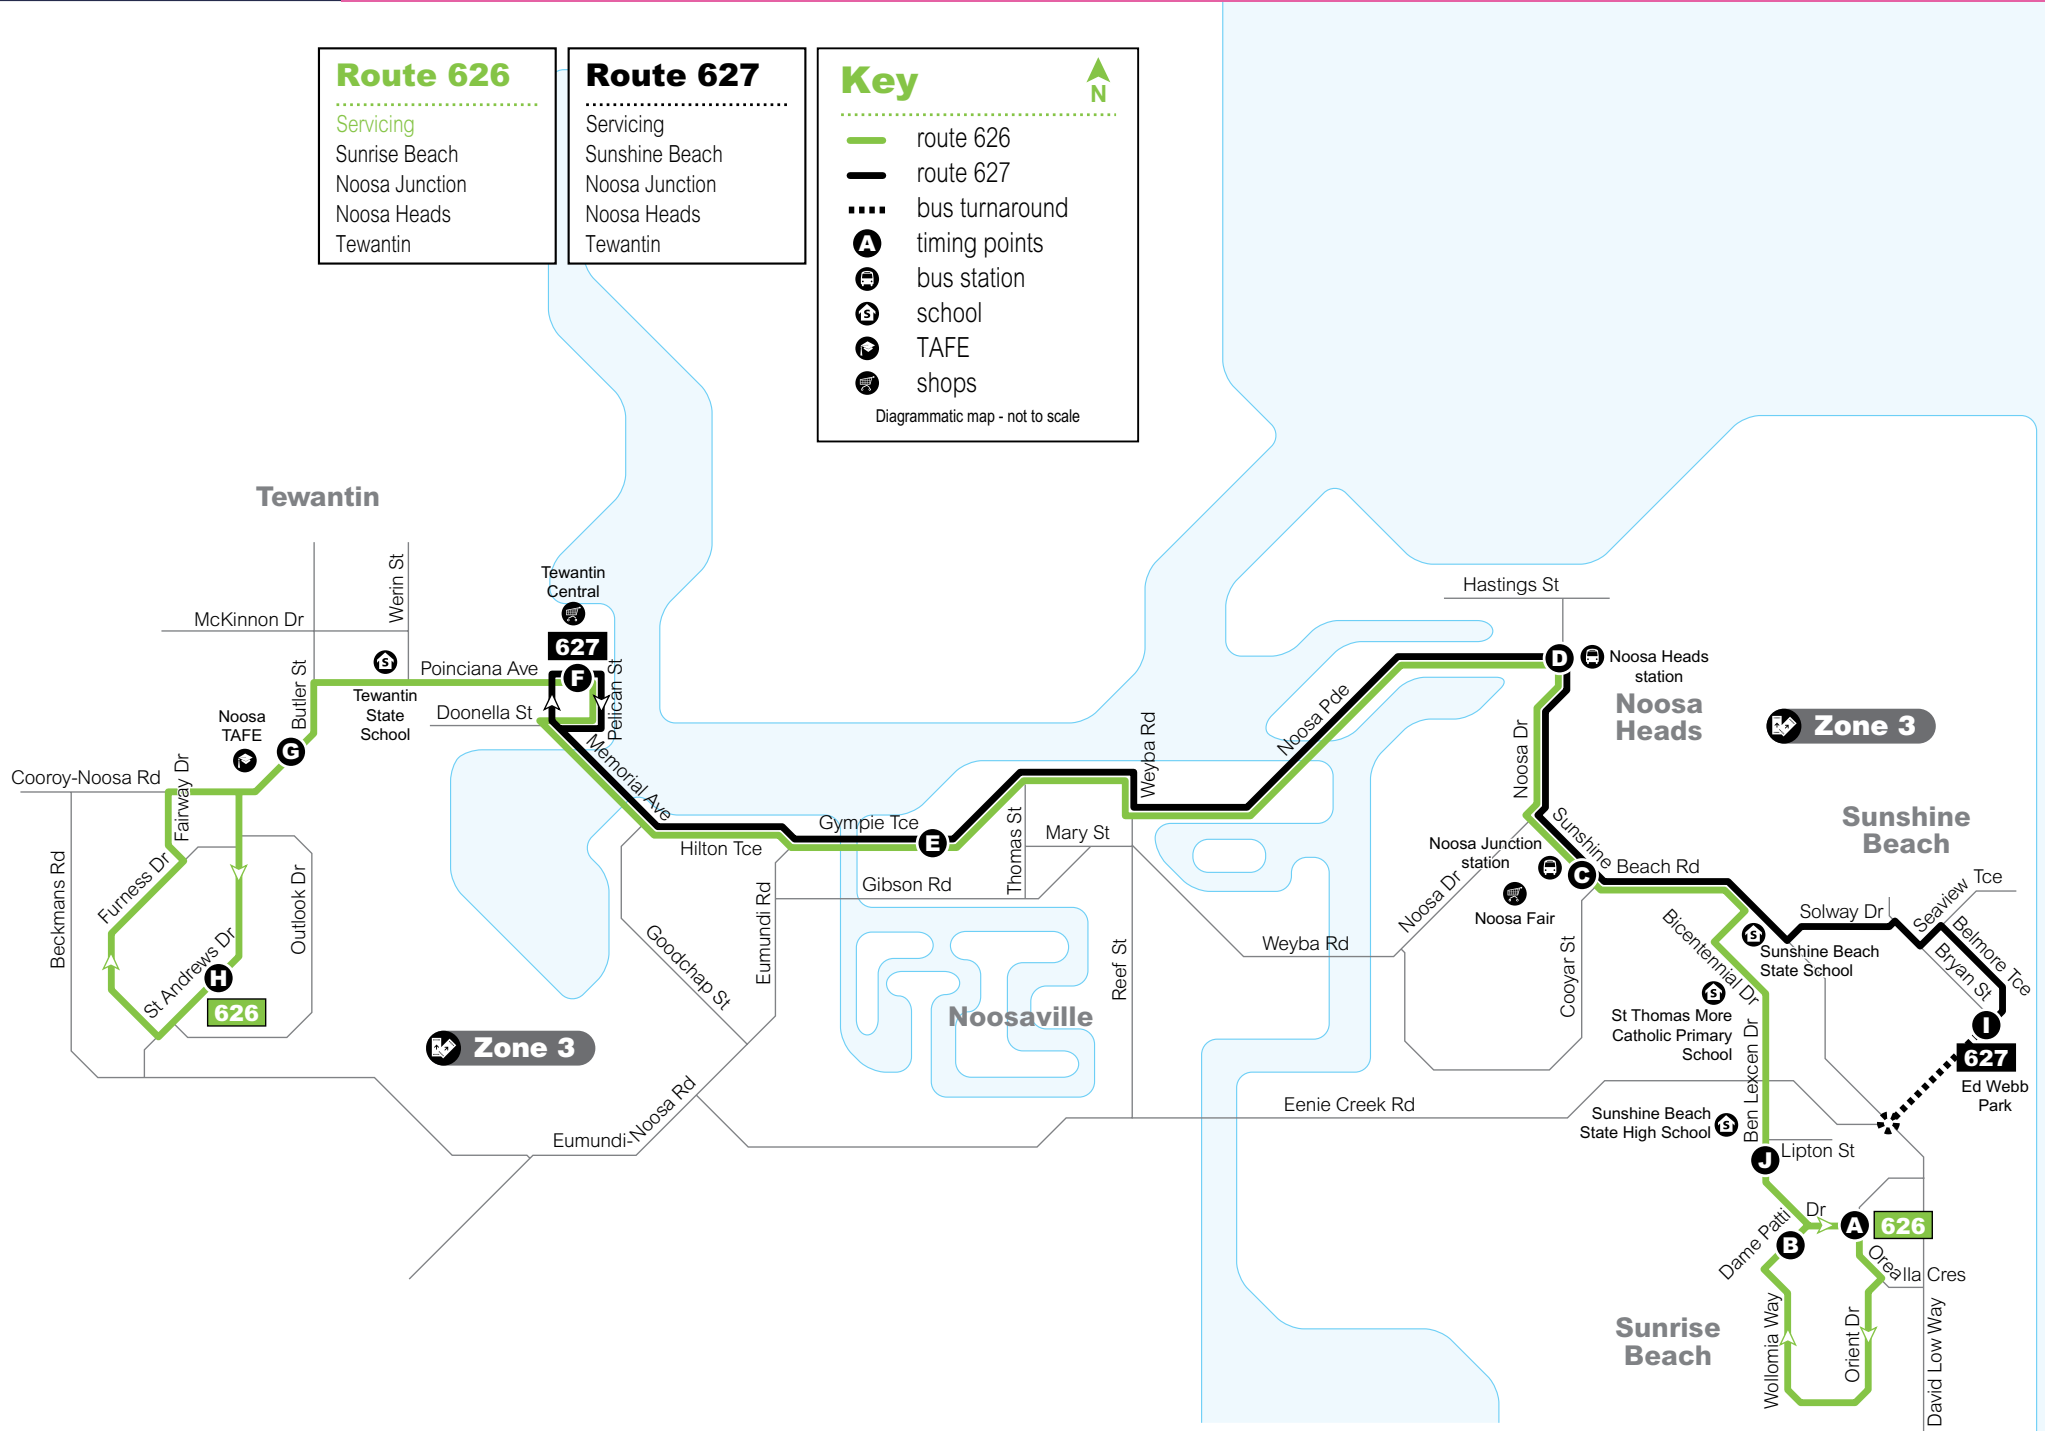 Route 626
Servicing
Sunrise Beach
Noosa Junction
Noosa Heads
Tewantin
Route 627
Servicing
Sunshine Beach
Noosa Junction
Noosa Heads
Tewantin
Key
N
route 626
route 627
bus turnaround
A
timing points
bus station
S
school
TAFE
shops
Diagrammatic map - not to scale
Tewantin
Werin St
McKinnon Dr
Tewantin
Central
627
F
Poinciana Ave
Pelican St
S
Tewantin
State
School
Butler St
Doonella St
Noosa
TAFE
G
Cooroy-Noosa Rd
Fairway Dr
Memorial Ave
Beckmans Rd
Furness Dr
Outlook Dr
St Andrews Dr
H
626
Zone 3
Hilton Tce
Gympie Tce
E
Thomas St
Mary St
Gibson Rd
Eumundi Rd
Goodchap St
Reef St
Noosaville
Eumundi-Noosa Rd
Weyba Rd
Noosa Pde
Hastings St
D
Noosa Heads
station
Noosa
Heads
Zone 3
Noosa Dr
Sunshine
Beach Rd
Noosa Junction
station
C
Noosa Fair
Noosa Dr
Weyba Rd
Cooyar St
Eenie Creek Rd
Sunshine
Beach
Solway Dr
Seaview Tce
Belmore Tce
Bryan St
Bicentennial Dr
S
Sunshine Beach
State School
S
St Thomas More
Catholic Primary
School
Ben Lexcen Dr
I
627
Ed Webb
Park
Sunshine Beach
State High School
S
Lipton St
J
Dame Patti Dr
A
626
B
Orealla Cres
Wollomia Way
Orient Dr
David Low Way
Sunrise
Beach